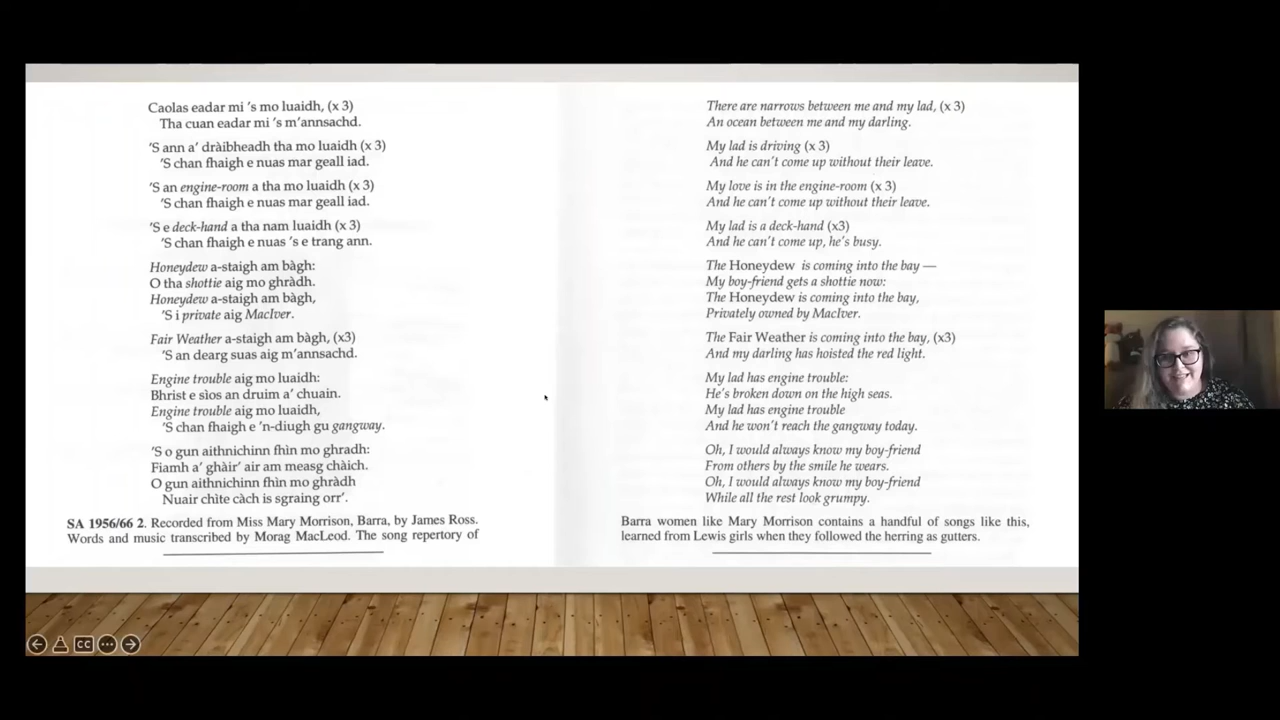 Caolas eadar mi 's mo luaidh, (x 3)
Tha cuan eadar mi 's m'annsachd.
'S ann a' dràibheadh tha mo luaidh (x 3)
'S chan fhaigh e nuas mar geall iad.
'S an engine-room a tha mo luaidh (x 3)
'S chan fhaigh e nuas mar geall iad.
'S e deck-hand a tha nam luaidh (x 3)
'S chan fhaigh e nuas 's e trang ann.
Honeydew a-staigh am bàgh:
O tha shottie aig mo ghràdh.
Honeydew a-staigh am bàgh,
'S i private aig MacIver.
Fair Weather a-staigh am bàgh, (x3)
'S an dearg suas aig m'annsachd.
Engine trouble aig mo luaidh:
Bhrist e sìos an druim a' chuain.
Engine trouble aig mo luaidh,
'S chan fhaigh e 'n-diugh gu gangway.
'S o gun aithnichinn fhìn mo ghradh:
Fiamh a' ghàir' air am measg chàich.
O gun aithnichinn fhìn mo ghràdh
Nuair chìte càch is sgraing orr'.
SA 1956/66 2. Recorded from Miss Mary Morrison, Barra, by James Ross.
Words and music transcribed by Morag MacLeod. The song repertory of
There are narrows between me and my lad, (x 3)
An ocean between me and my darling.
My lad is driving (x 3)
And he can't come up without their leave.
My love is in the engine-room (x 3)
And he can't come up without their leave.
My lad is a deck-hand (x3)
And he can't come up, he's busy.
The Honeydew is coming into the bay —
My boy-friend gets a shottie now:
The Honeydew is coming into the bay,
Privately owned by MacIver.
The Fair Weather is coming into the bay, (x3)
And my darling has hoisted the red light.
My lad has engine trouble:
He's broken down on the high seas.
My lad has engine trouble
And he won't reach the gangway today.
Oh, I would always know my boy-friend
From others by the smile he wears.
Oh, I would always know my boy-friend
While all the rest look grumpy.
Barra women like Mary Morrison contains a handful of songs like this,
learned from Lewis girls when they followed the herring as gutters.
CC